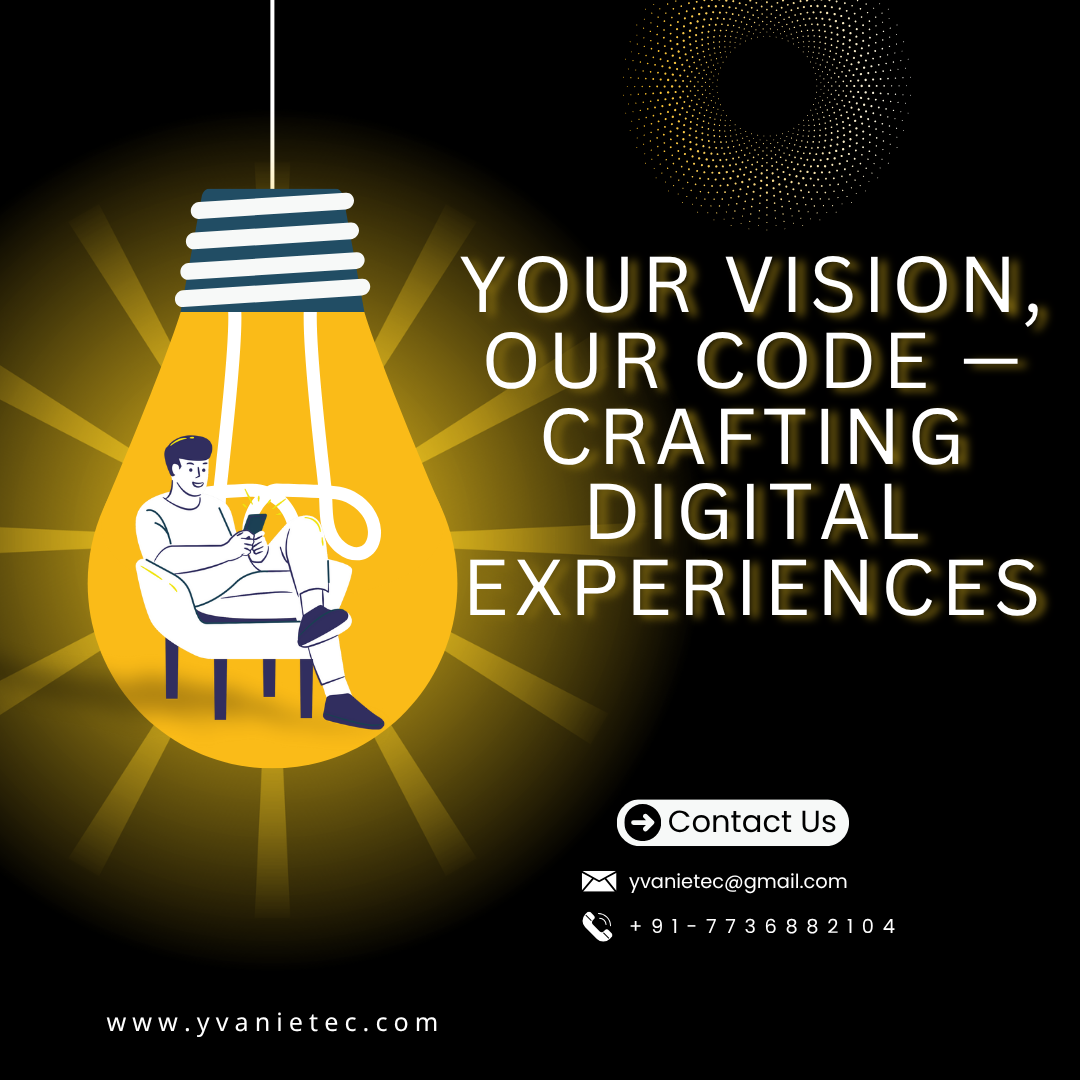 YOUR VISION,
OUR CODE —
CRAFTING
DIGITAL
EXPERIENCES
Contact Us
yvanietec@gmail.com
+91-7736882104
www.yvanietec.com